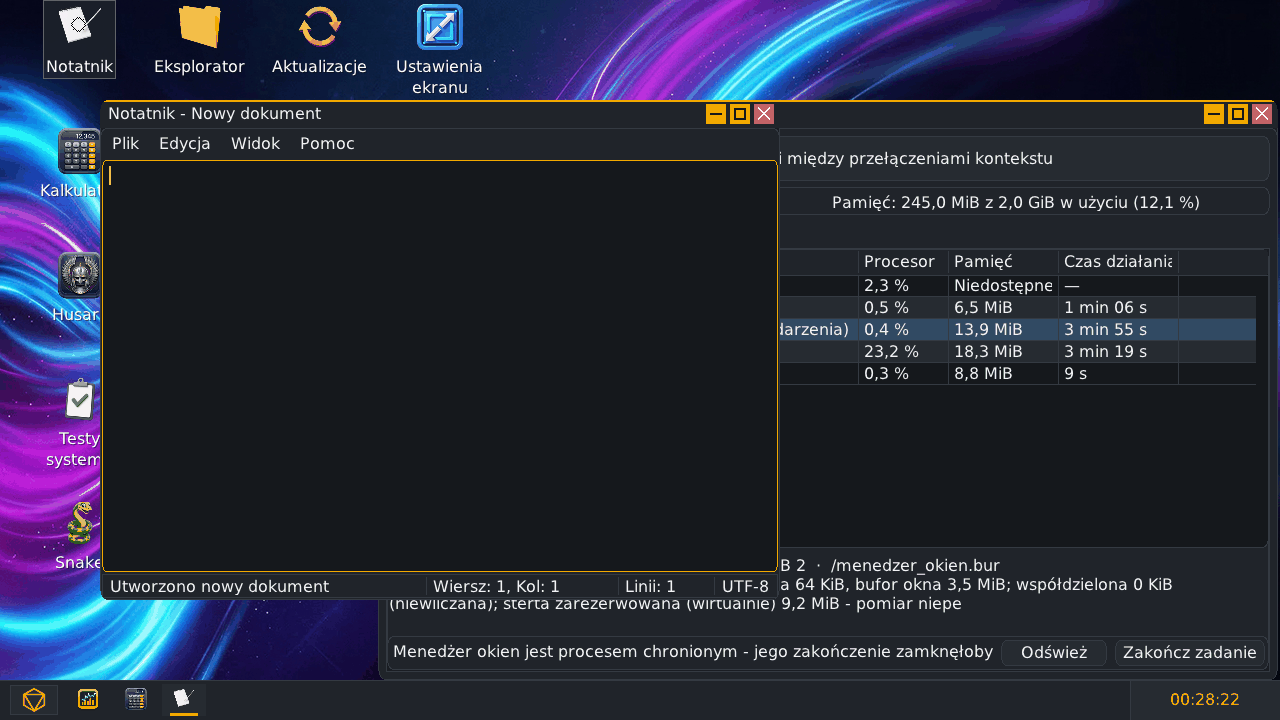 Notatnik
Eksplorator
Aktualizacje
Ustawienia
ekranu
Notatnik - Nowy dokument
Plik Edycja Widok Pomoc
między przełączeniami kontekstu
Kalkula
Pamięć: 245,0 MiB z 2,0 GiB w użyciu (12,1 %)
Procesor Pamięć Czas działania
2,3 % Niedostępne —
0,5 % 6,5 MiB 1 min 06 s
Husar
darzenia) 0,4 % 13,9 MiB 3 min 55 s
23,2 % 18,3 MiB 3 min 19 s
0,3 % 8,8 MiB 9 s
Testy
system
Snake
B 2 · /menedzer_okien.bur
a 64 KiB, bufor okna 3,5 MiB; współdzielona 0 KiB
Utworzono nowy dokument Wiersz: 1, Kol: 1 Linii: 1 UTF-8
(niewliczana); sterta zarezerwowana (wirtualnie) 9,2 MiB - pomiar niepe
Menedżer okien jest procesem chronionym - jego zakończenie zamknęłoby Odśwież Zakończ zadanie
00:28:22